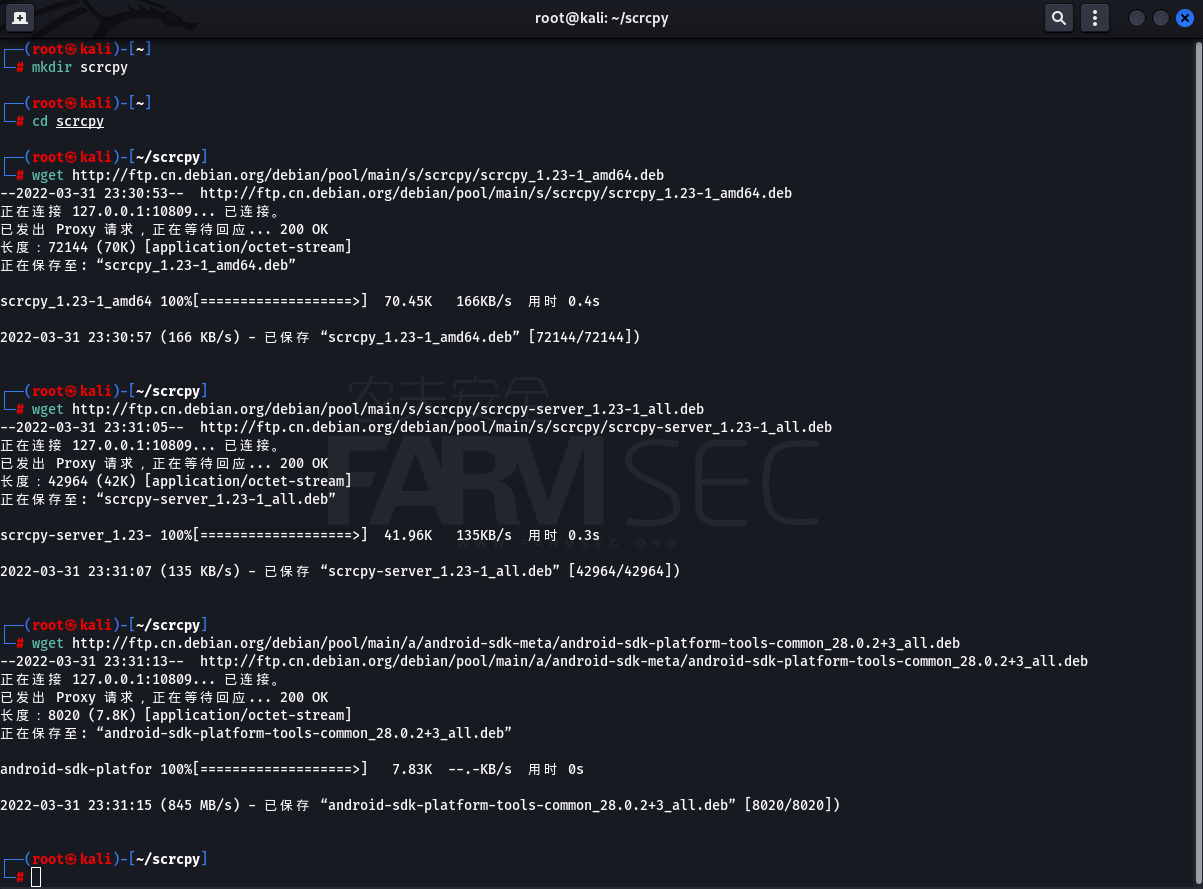 root@kali: ~/scrcpy
┌──(root㉿kali)-[~]
└─# mkdir scrcpy
┌──(root㉿kali)-[~]
└─# cd scrcpy
┌──(root㉿kali)-[~/scrcpy]
└─# wget http://ftp.cn.debian.org/debian/pool/main/s/scrcpy/scrcpy_1.23-1_amd64.deb
--2022-03-31 23:30:53--  http://ftp.cn.debian.org/debian/pool/main/s/scrcpy/scrcpy_1.23-1_amd64.deb
正在连接 127.0.0.1:10809... 已连接。
已发出 Proxy 请求，正在等待回应... 200 OK
长度：72144 (70K) [application/octet-stream]
正在保存至: “scrcpy_1.23-1_amd64.deb”
scrcpy_1.23-1_amd64 100%[===================>]  70.45K   166KB/s  用时 0.4s
2022-03-31 23:30:57 (166 KB/s) - 已保存 “scrcpy_1.23-1_amd64.deb” [72144/72144])
┌──(root㉿kali)-[~/scrcpy]
└─# wget http://ftp.cn.debian.org/debian/pool/main/s/scrcpy/scrcpy-server_1.23-1_all.deb
--2022-03-31 23:31:05--  http://ftp.cn.debian.org/debian/pool/main/s/scrcpy/scrcpy-server_1.23-1_all.deb
正在连接 127.0.0.1:10809... 已连接。
已发出 Proxy 请求，正在等待回应... 200 OK
长度：42964 (42K) [application/octet-stream]
正在保存至: “scrcpy-server_1.23-1_all.deb”
scrcpy-server_1.23- 100%[===================>]  41.96K   135KB/s  用时 0.3s
2022-03-31 23:31:07 (135 KB/s) - 已保存 “scrcpy-server_1.23-1_all.deb” [42964/42964])
┌──(root㉿kali)-[~/scrcpy]
└─# wget http://ftp.cn.debian.org/debian/pool/main/a/android-sdk-meta/android-sdk-platform-tools-common_28.0.2+3_all.deb
--2022-03-31 23:31:13--  http://ftp.cn.debian.org/debian/pool/main/a/android-sdk-meta/android-sdk-platform-tools-common_28.0.2+3_all.deb
正在连接 127.0.0.1:10809... 已连接。
已发出 Proxy 请求，正在等待回应... 200 OK
长度：8020 (7.8K) [application/octet-stream]
正在保存至: “android-sdk-platform-tools-common_28.0.2+3_all.deb”
android-sdk-platfor 100%[===================>]   7.83K  --.-KB/s  用时 0s
2022-03-31 23:31:15 (845 MB/s) - 已保存 “android-sdk-platform-tools-common_28.0.2+3_all.deb” [8020/8020])
┌──(root㉿kali)-[~/scrcpy]
└─#
农夫安全
FARMSEC
WWW.FARMSEC.ORG